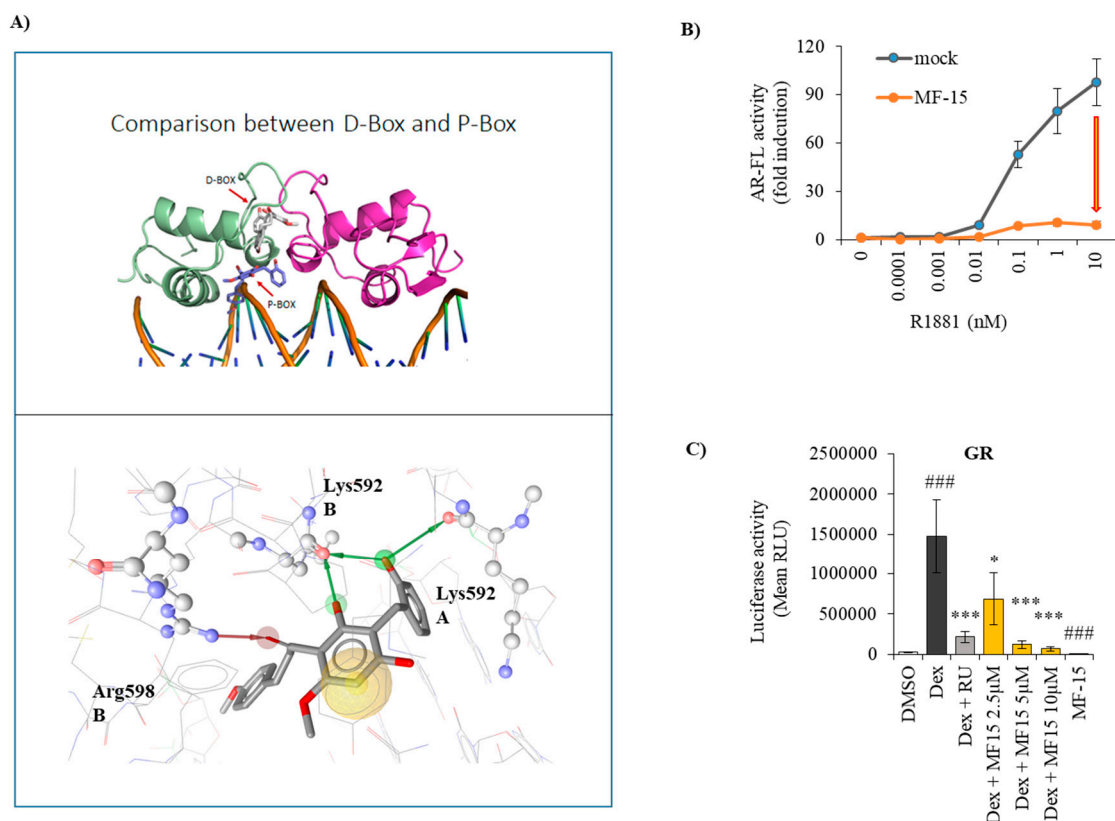 A)
Comparison between D-Box and P-Box
D-BOX
P-BOX
Lys592
B
Lys592
A
Arg598
B
B)
AR-FL activity
(fold indcution)
120
90
60
30
0
mock
MF-15
0
0.0001
0.001
0.01
0.1
1
10
R1881 (nM)
C)
GR
Luciferase activity
(Mean RLU)
2500000
2000000
1500000
1000000
500000
0
###
***
*
***
***
###
DMSO
Dex
Dex + RU
Dex + MF15 2.5µM
Dex + MF15 5µM
Dex + MF15 10µM
MF-15